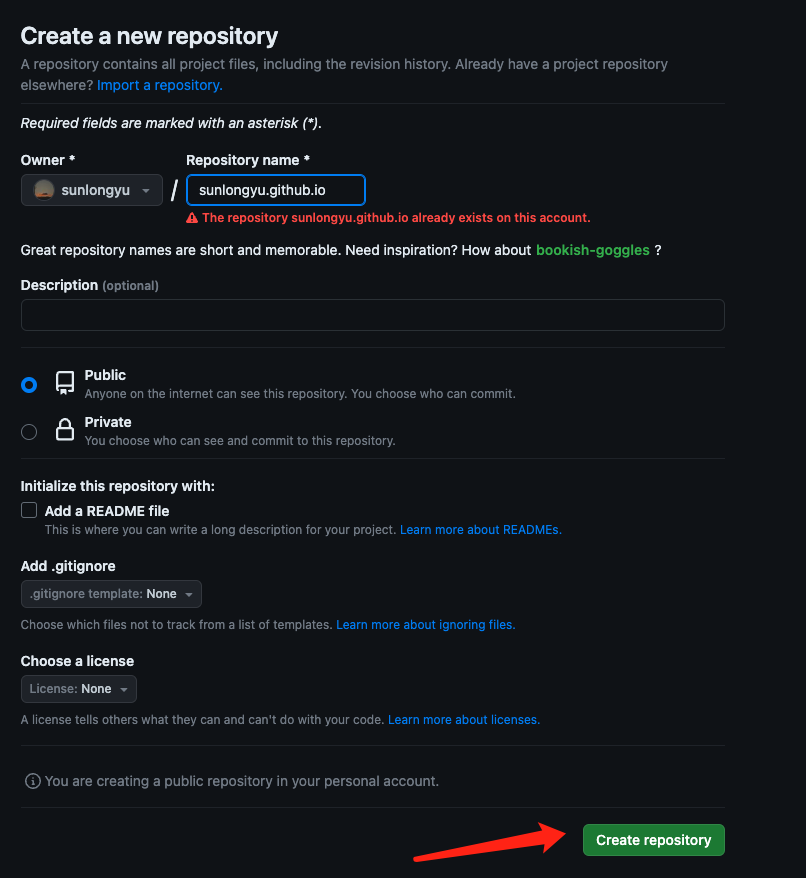 Create a new repository
A repository contains all project files, including the revision history. Already have a project repository
elsewhere? Import a repository.
Required fields are marked with an asterisk (*).
Owner *
Repository name *
sunlongyu
/
sunlongyu.github.io
The repository sunlongyu.github.io already exists on this account.
Great repository names are short and memorable. Need inspiration? How about bookish-goggles ?
Description (optional)
Public
Anyone on the internet can see this repository. You choose who can commit.
Private
You choose who can see and commit to this repository.
Initialize this repository with:
Add a README file
This is where you can write a long description for your project. Learn more about READMEs.
Add .gitignore
.gitignore template: None
Choose which files not to track from a list of templates. Learn more about ignoring files.
Choose a license
License: None
A license tells others what they can and can't do with your code. Learn more about licenses.
You are creating a public repository in your personal account.
Create repository